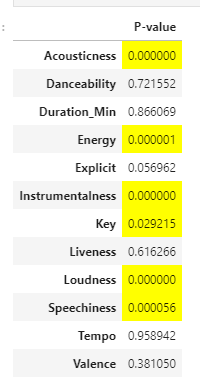 :
P-value
Acousticness 0.000000
Danceability 0.721552
Duration_Min 0.866069
Energy 0.000001
Explicit 0.056962
Instrumentalness 0.000000
Key 0.029215
Liveness 0.616266
Loudness 0.000000
Speechiness 0.000056
Tempo 0.958942
Valence 0.381050